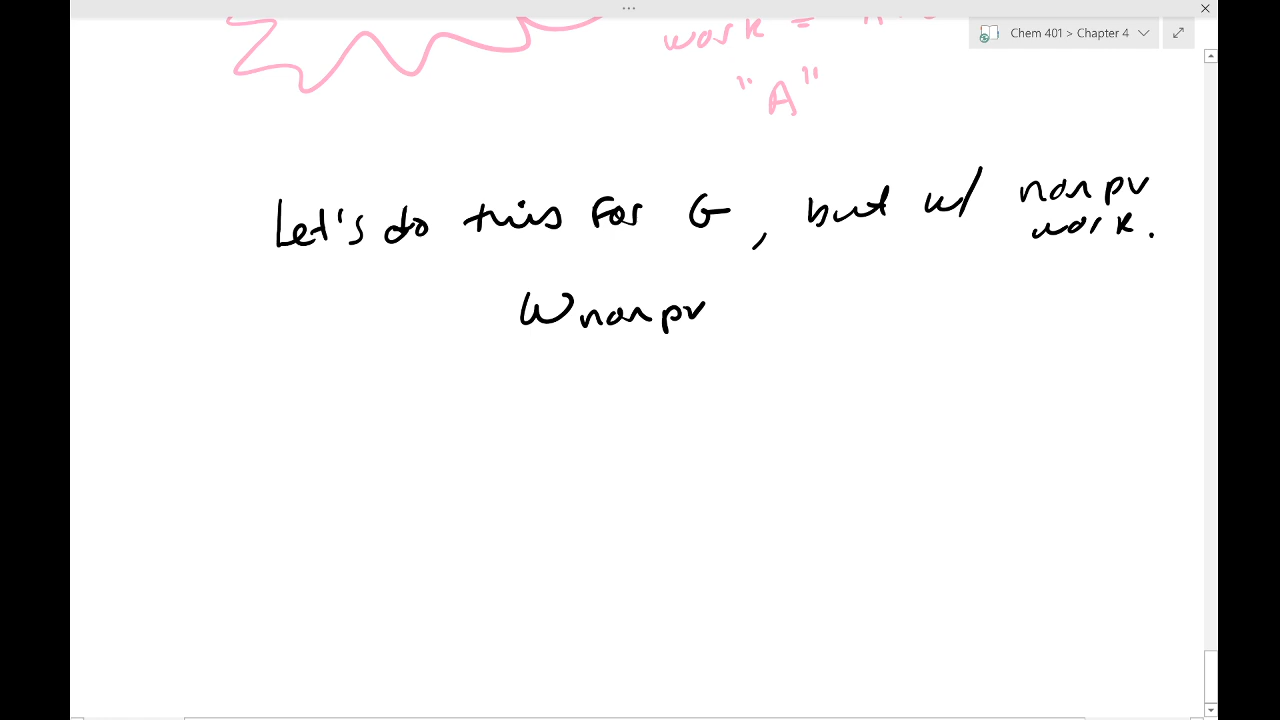 work =
"A"
Chem 401 > Chapter 4
Let's do this for G, but w/ nonpv
work.
Wnonpv